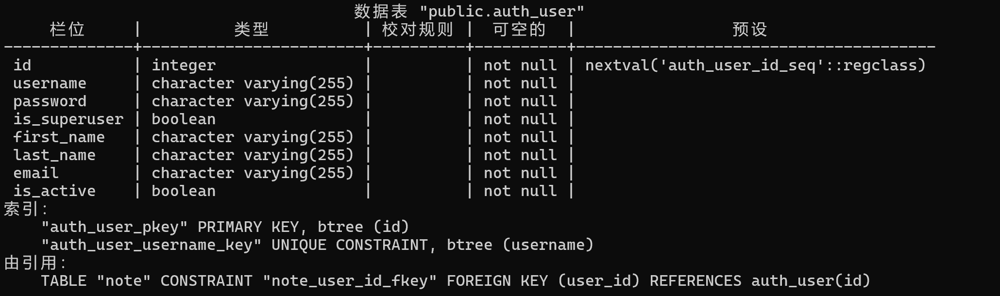 数据表 "public.auth_user"
栏位 | 类型 | 校对规则 | 可空的 | 预设
--------------+------------------------+----------+----------+---------------------------------------
id | integer | | not null | nextval('auth_user_id_seq'::regclass)
username | character varying(255) | | not null |
password | character varying(255) | | not null |
is_superuser | boolean | | not null |
first_name | character varying(255) | | not null |
last_name | character varying(255) | | not null |
email | character varying(255) | | not null |
is_active | boolean | | not null |
索引:
"auth_user_pkey" PRIMARY KEY, btree (id)
"auth_user_username_key" UNIQUE CONSTRAINT, btree (username)
由引用:
TABLE "note" CONSTRAINT "note_user_id_fkey" FOREIGN KEY (user_id) REFERENCES auth_user(id)